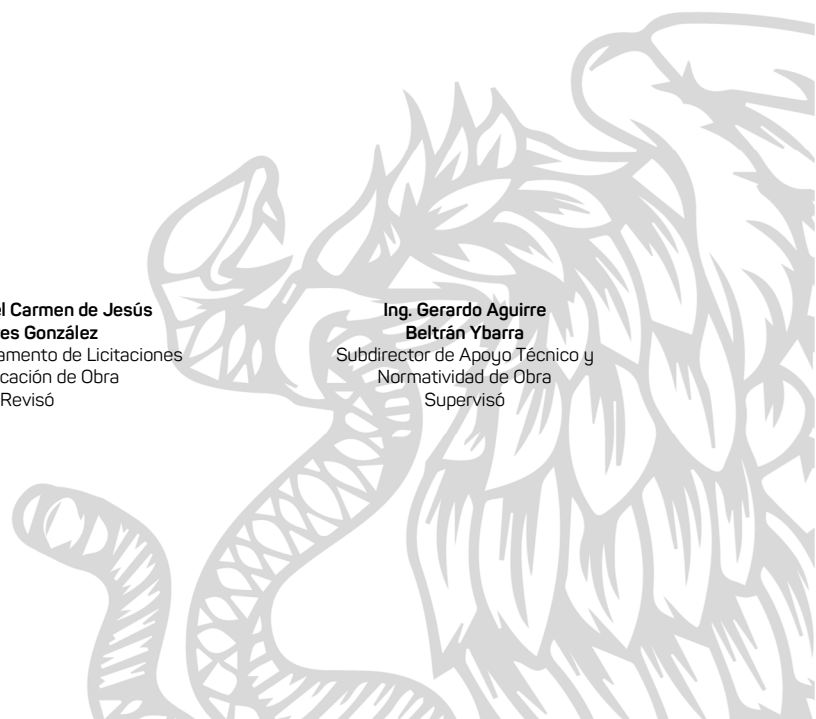 el Carmen de Jesús
es González
amento de Licitaciones
cación de Obra
Revisó
Ing. Gerardo Aguirre
Beltrán Ybarra
Subdirector de Apoyo Técnico y
Normatividad de Obra
Supervisó